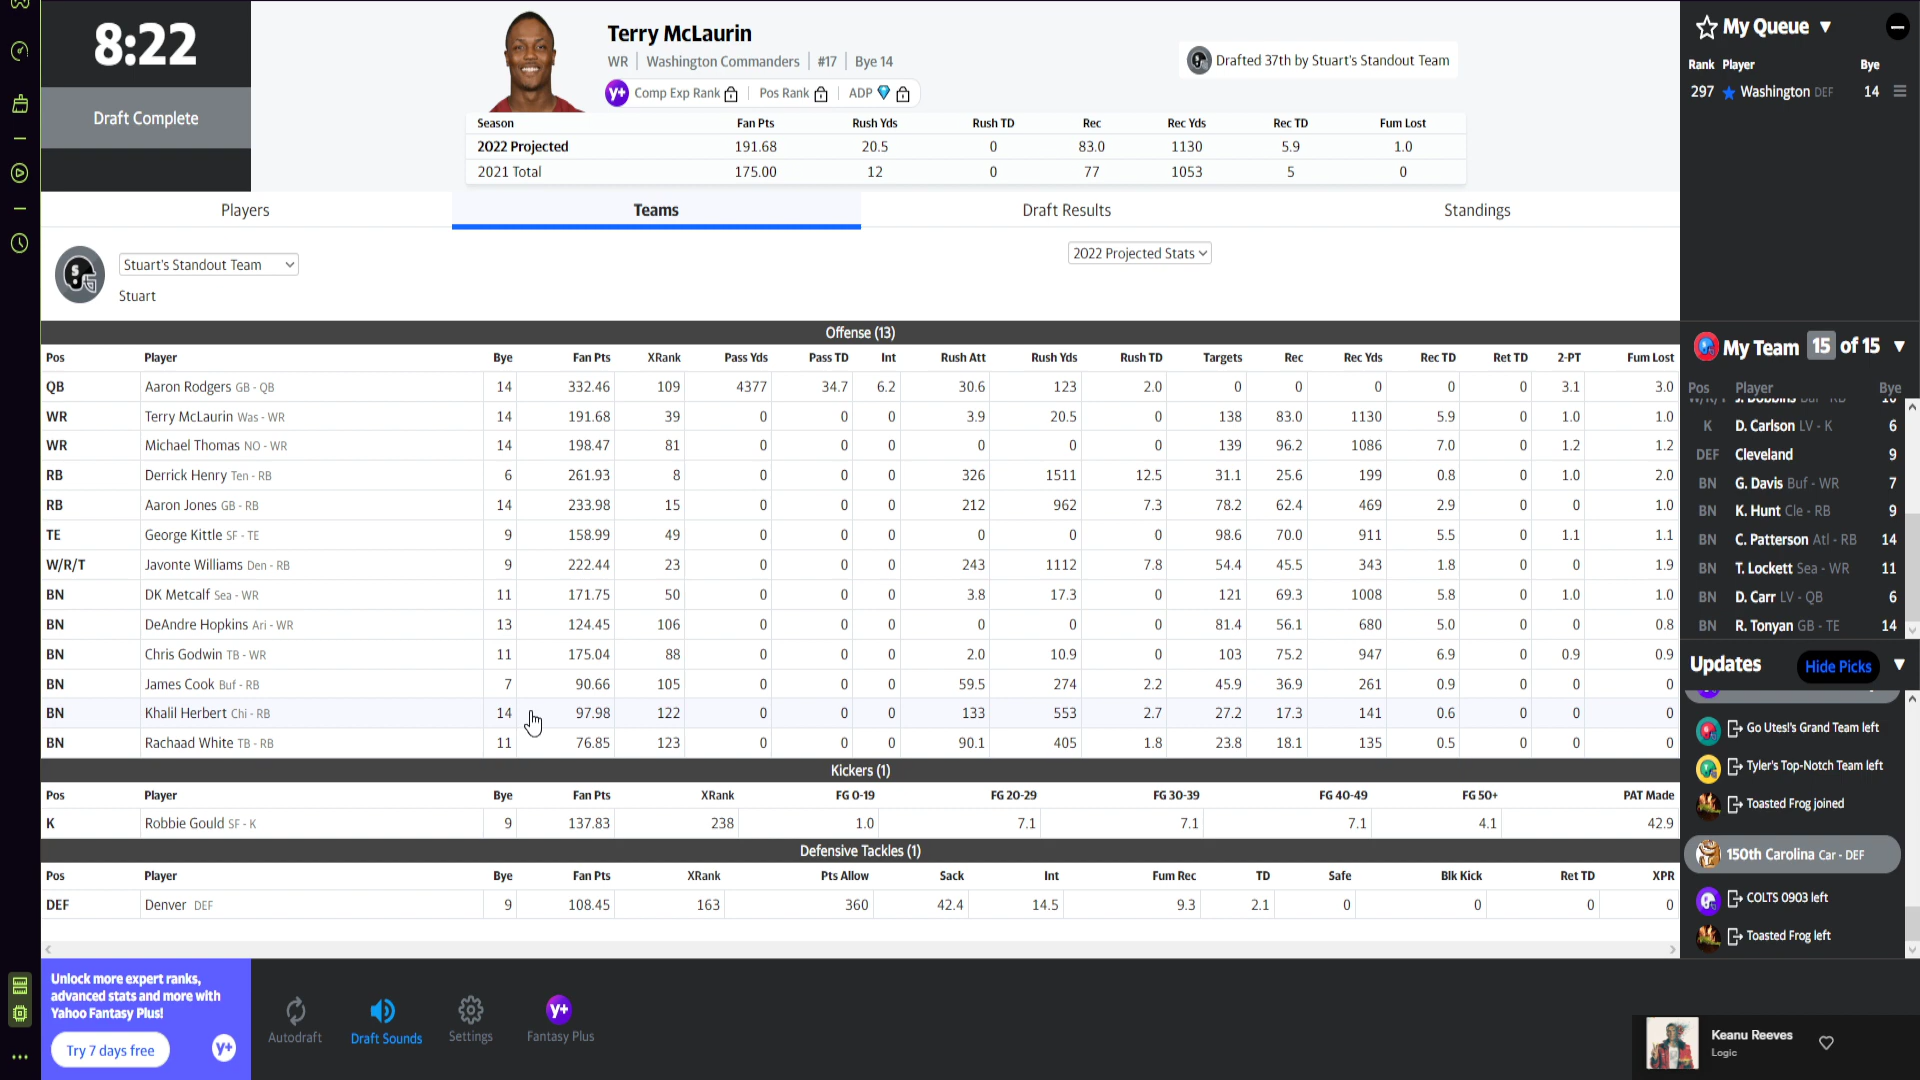 8:22
Draft Complete
Terry McLaurin
WR Washington Commanders #17 Bye 14
Y+ Comp Exp Rank Pos Rank ADP
Drafted 37th by Stuart's Standout Team
Season Fan Pts Rush Yds Rush TD Rec Rec Yds Rec TD Fum Lost
2022 Projected 191.68 20.5 0 83.0 1130 5.9 1.0
2021 Total 175.00 12 0 77 1053 5 0
Players Teams Draft Results Standings
S
Stuart's Standout Team
Stuart
2022 Projected Stats
Offense (13)
Pos Player Bye Fan Pts XRank Pass Yds Pass TD Int Rush Att Rush Yds Rush TD Targets Rec Rec Yds Rec TD Ret TD 2-PT Fum Lost
QB Aaron Rodgers GB - QB 14 332.46 109 4377 34.7 6.2 30.6 123 2.0 0 0 0 0 0 3.1 3.0
WR Terry McLaurin Was - WR 14 191.68 39 0 0 0 3.9 20.5 0 138 83.0 1130 5.9 0 1.0 1.0
WR Michael Thomas NO - WR 14 198.47 81 0 0 0 0 0 0 139 96.2 1086 7.0 0 1.2 1.2
RB Derrick Henry Ten - RB 6 261.93 8 0 0 0 326 1511 12.5 31.1 25.6 199 0.8 0 1.0 2.0
RB Aaron Jones GB - RB 14 233.98 15 0 0 0 212 962 7.3 78.2 62.4 469 2.9 0 0 1.0
TE George Kittle SF - TE 9 158.99 49 0 0 0 0 0 0 98.6 70.0 911 5.5 0 1.1 1.1
W/R/T Javonte Williams Den - RB 9 222.44 23 0 0 0 243 1112 7.8 54.4 45.5 343 1.8 0 0 1.9
BN DK Metcalf Sea - WR 11 171.75 50 0 0 0 3.8 17.3 0 121 69.3 1008 5.8 0 1.0 1.0
BN DeAndre Hopkins Ari - WR 13 124.45 106 0 0 0 0 0 0 81.4 56.1 680 5.0 0 0 0.8
BN Chris Godwin TB - WR 11 175.04 88 0 0 0 2.0 10.9 0 103 75.2 947 6.9 0 0.9 0.9
BN James Cook Buf - RB 7 90.66 105 0 0 0 59.5 274 2.2 45.9 36.9 261 0.9 0 0 0
BN Khalil Herbert Chi - RB 14 97.98 122 0 0 0 133 553 2.7 27.2 17.3 141 0.6 0 0 0
BN Rachaad White TB - RB 11 76.85 123 0 0 0 90.1 405 1.8 23.8 18.1 135 0.5 0 0 0
Kickers (1)
Pos Player Bye Fan Pts XRank FG 0-19 FG 20-29 FG 30-39 FG 40-49 FG 50+ PAT Made
K Robbie Gould SF - K 9 137.83 238 1.0 7.1 7.1 7.1 4.1 42.9
Defensive Tackles (1)
Pos Player Bye Fan Pts XRank Pts Allow Sack Int Fum Rec TD Safe Blk Kick Ret TD XPR
DEF Denver DEF 9 108.45 163 360 42.4 14.5 9.3 2.1 0 0 0 0
Unlock more expert ranks,
advanced stats and more with
Yahoo Fantasy Plus!
Try 7 days free
y+
Autodraft
Draft Sounds
Settings
y+
Fantasy Plus
My Queue
Rank Player Bye
297 Washington DEF 14
My Team 15 of 15
Pos Player Bye
W/R/T J. Dobbins Bal - RB 10
K D. Carlson LV - K 6
DEF Cleveland 9
BN G. Davis Buf - WR 7
BN K. Hunt Cle - RB 9
BN C. Patterson Atl - RB 14
BN T. Lockett Sea - WR 11
BN D. Carr LV - QB 6
BN R. Tonyan GB - TE 14
Updates Hide Picks
Go Utes!'s Grand Team left
Tyler's Top-Notch Team left
Toasted Frog joined
150th Carolina Car - DEF
COLTS 0903 left
Toasted Frog left
Keanu Reeves
Logic